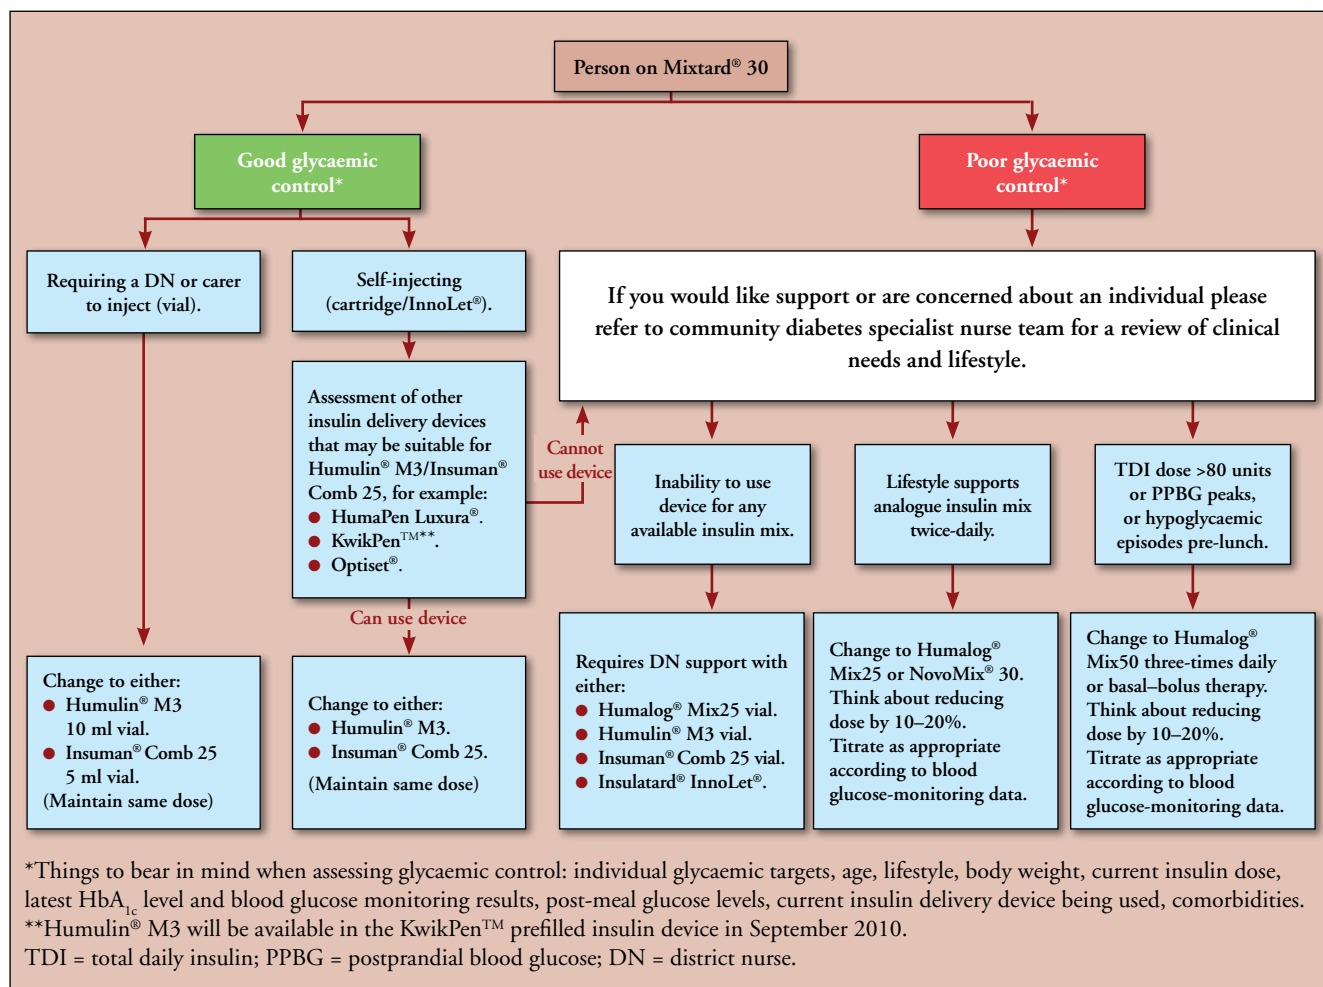 Person on Mixtard® 30
Good glycaemic
control*
Poor glycaemic
control*
Requiring a DN or carer
to inject (vial).
Self-injecting
(cartridge/InnoLet®).
If you would like support or are concerned about an individual please
refer to community diabetes specialist nurse team for a review of clinical
needs and lifestyle.
Assessment of other
insulin delivery devices
that may be suitable for
Humulin® M3/Insuman®
Comb 25, for example:
● HumaPen Luxura®.
● KwikPen™**.
● Optiset®.
Cannot
use device
Can use device
Inability to use
device for any
available insulin mix.
Lifestyle supports
analogue insulin mix
twice-daily.
TDI dose >80 units
or PPBG peaks,
or hypoglycaemic
episodes pre-lunch.
Change to either:
● Humulin® M3
10 ml vial.
● Insuman® Comb 25
5 ml vial.
(Maintain same dose)
Change to either:
● Humulin® M3.
● Insuman® Comb 25.
(Maintain same dose)
Requires DN support with
either:
● Humalog® Mix25 vial.
● Humulin® M3 vial.
● Insuman® Comb 25 vial.
● Insulatard® InnoLet®.
Change to Humalog®
Mix25 or NovoMix® 30.
Think about reducing
dose by 10–20%.
Titrate as appropriate
according to blood
glucose-monitoring data.
Change to Humalog®
Mix50 three-times daily
or basal–bolus therapy.
Think about reducing
dose by 10–20%.
Titrate as appropriate
according to blood
glucose-monitoring data.
*Things to bear in mind when assessing glycaemic control: individual glycaemic targets, age, lifestyle, body weight, current insulin dose,
latest HbA1c level and blood glucose monitoring results, post-meal glucose levels, current insulin delivery device being used, comorbidities.
**Humulin® M3 will be available in the KwikPen™ prefilled insulin device in September 2010.
TDI = total daily insulin; PPBG = postprandial blood glucose; DN = district nurse.